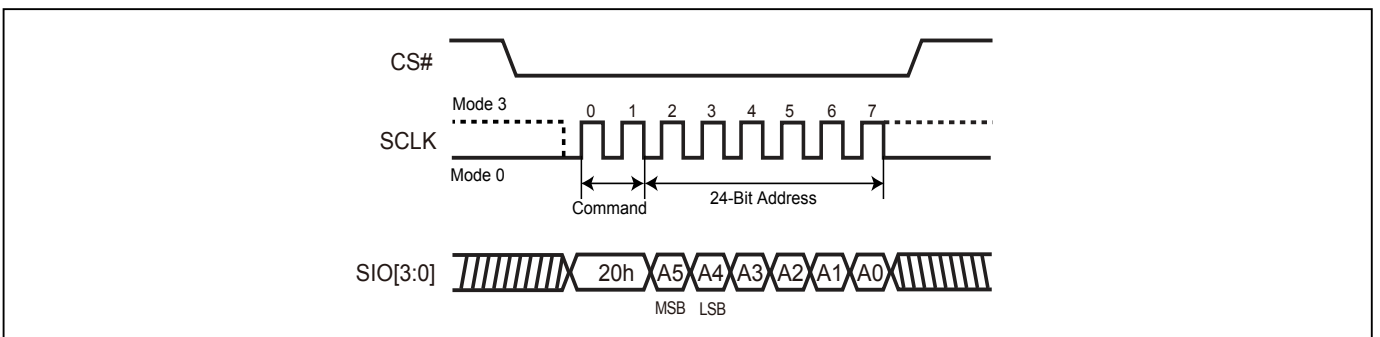 CS#
Mode 3
0 1 2 3 4 5 6 7
SCLK
Mode 0
Command
24-Bit Address
SIO[3:0]
20h A5 A4 A3 A2 A1 A0
MSB LSB